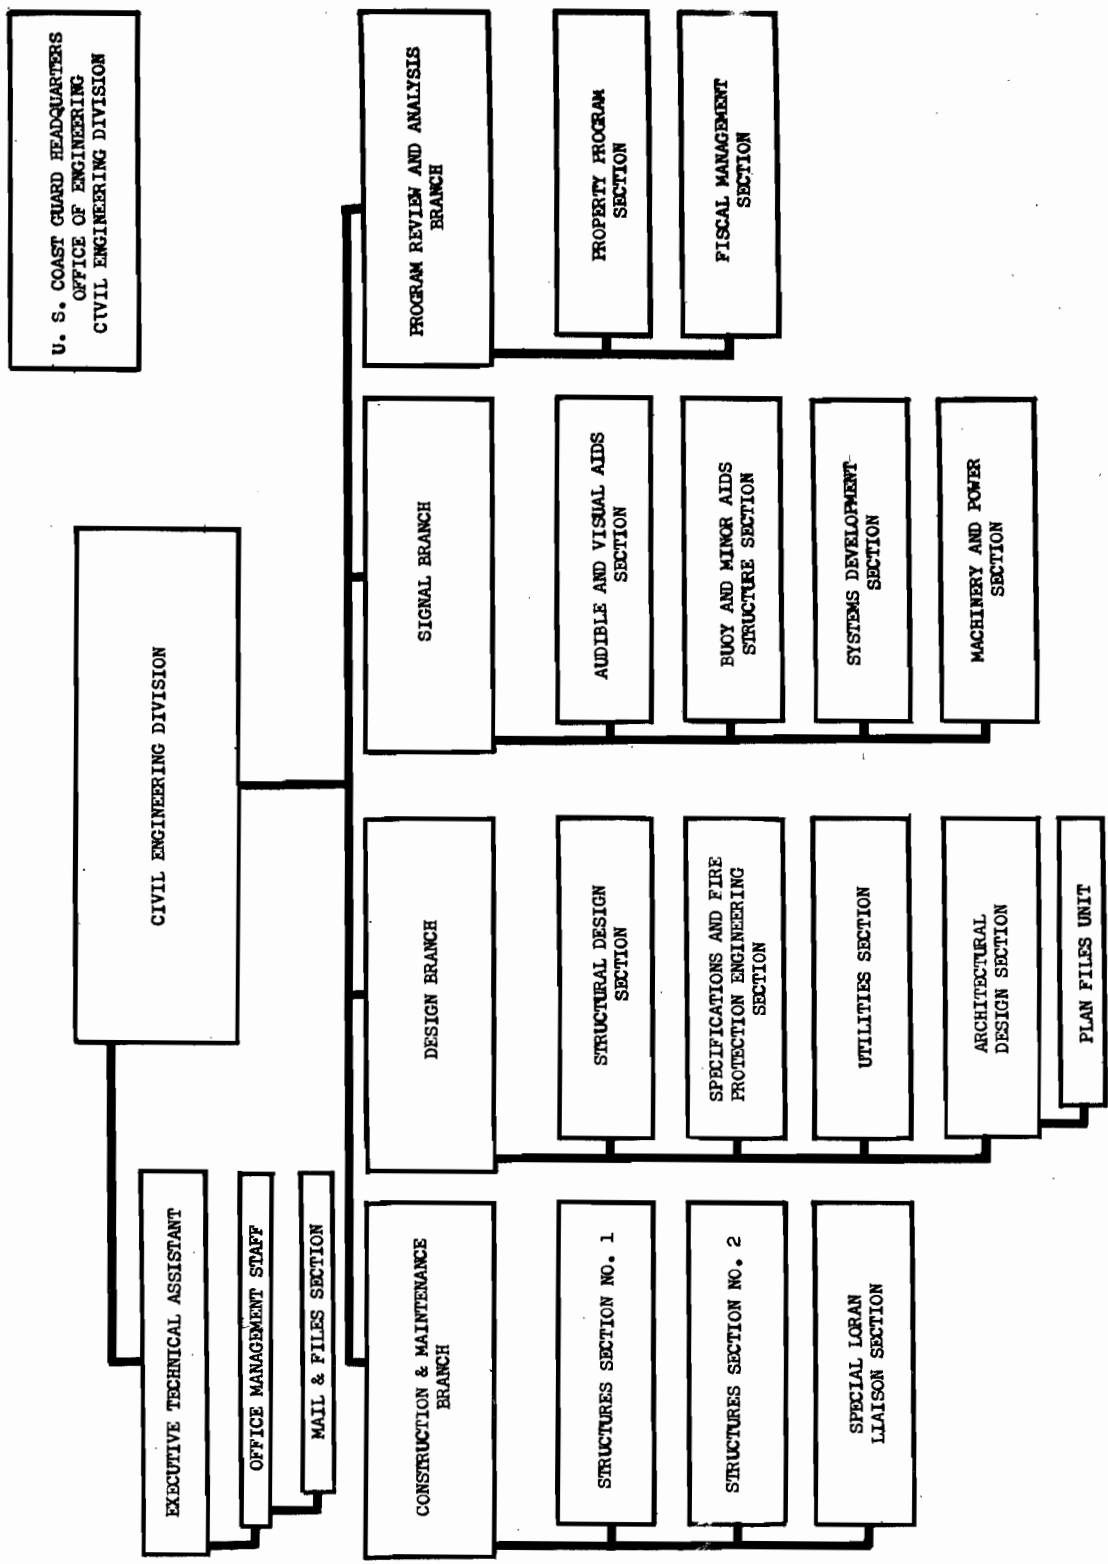 U. S. COAST GUARD HEADQUARTERS
OFFICE OF ENGINEERING
CIVIL ENGINEERING DIVISION
CIVIL ENGINEERING DIVISION
EXECUTIVE TECHNICAL ASSISTANT
OFFICE MANAGEMENT STAFF
MAIL & FILES SECTION
CONSTRUCTION & MAINTENANCE
BRANCH
STRUCTURES SECTION NO. 1
STRUCTURES SECTION NO. 2
SPECIAL LORAN
LIAISON SECTION
DESIGN BRANCH
STRUCTURAL DESIGN
SECTION
SPECIFICATIONS AND FIRE
PROTECTION ENGINEERING
SECTION
UTILITIES SECTION
ARCHITECTURAL
DESIGN SECTION
PLAN FILES UNIT
SIGNAL BRANCH
AUDIBLE AND VISUAL AIDS
SECTION
BUOY AND MINOR AIDS
STRUCTURE SECTION
SYSTEMS DEVELOPMENT
SECTION
MACHINERY AND POWER
SECTION
PROGRAM REVIEW AND ANALYSIS
BRANCH
PROPERTY PROGRAM
SECTION
FISCAL MANAGEMENT
SECTION